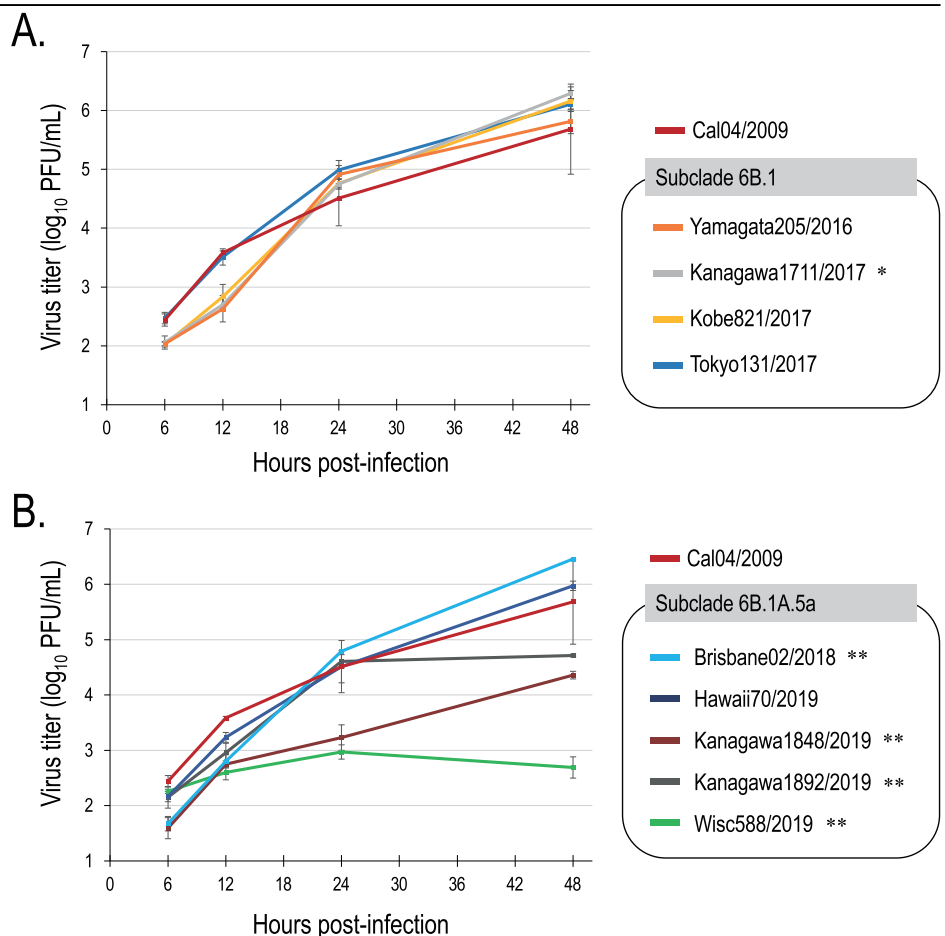 A.
7
6
5
4
3
2
1
Virus titer (log10 PFU/mL)
0 6 12 18 24 30 36 42 48
Hours post-infection
Cal04/2009
Subclade 6B.1
Yamagata205/2016
Kanagawa1711/2017 *
Kobe821/2017
Tokyo131/2017
B.
7
6
5
4
3
2
1
Virus titer (log10 PFU/mL)
0 6 12 18 24 30 36 42 48
Hours post-infection
Cal04/2009
Subclade 6B.1A.5a
Brisbane02/2018 **
Hawaii70/2019
Kanagawa1848/2019 **
Kanagawa1892/2019 **
Wisc588/2019 **